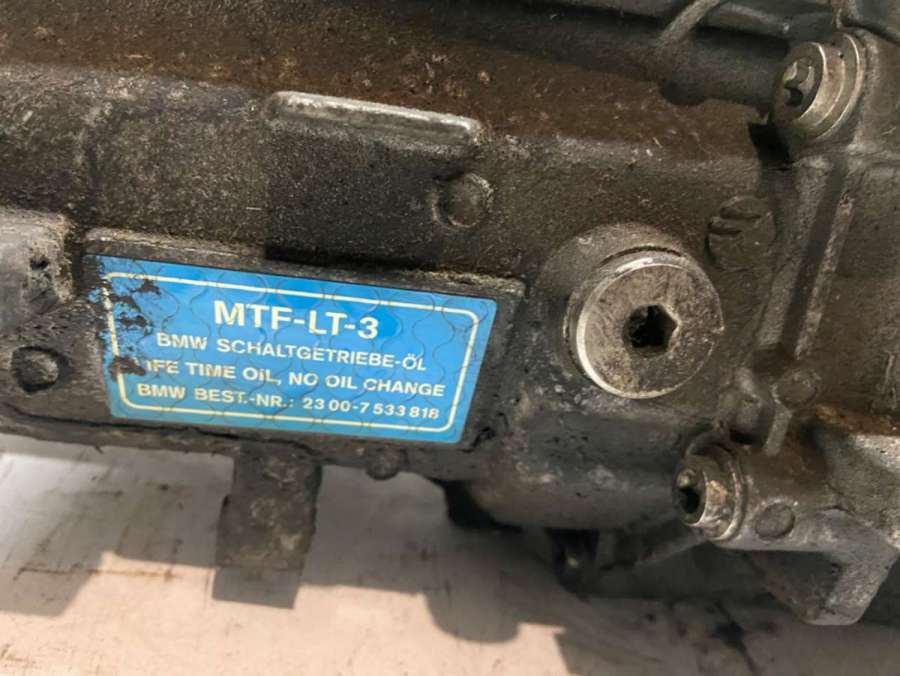 MTF-LT-3
BMW SCHALTGETRIEBE-ÖL
LIFE TIME OIL, NO OIL CHANGE
BMW BEST.-NR.: 23 00-7 533 818